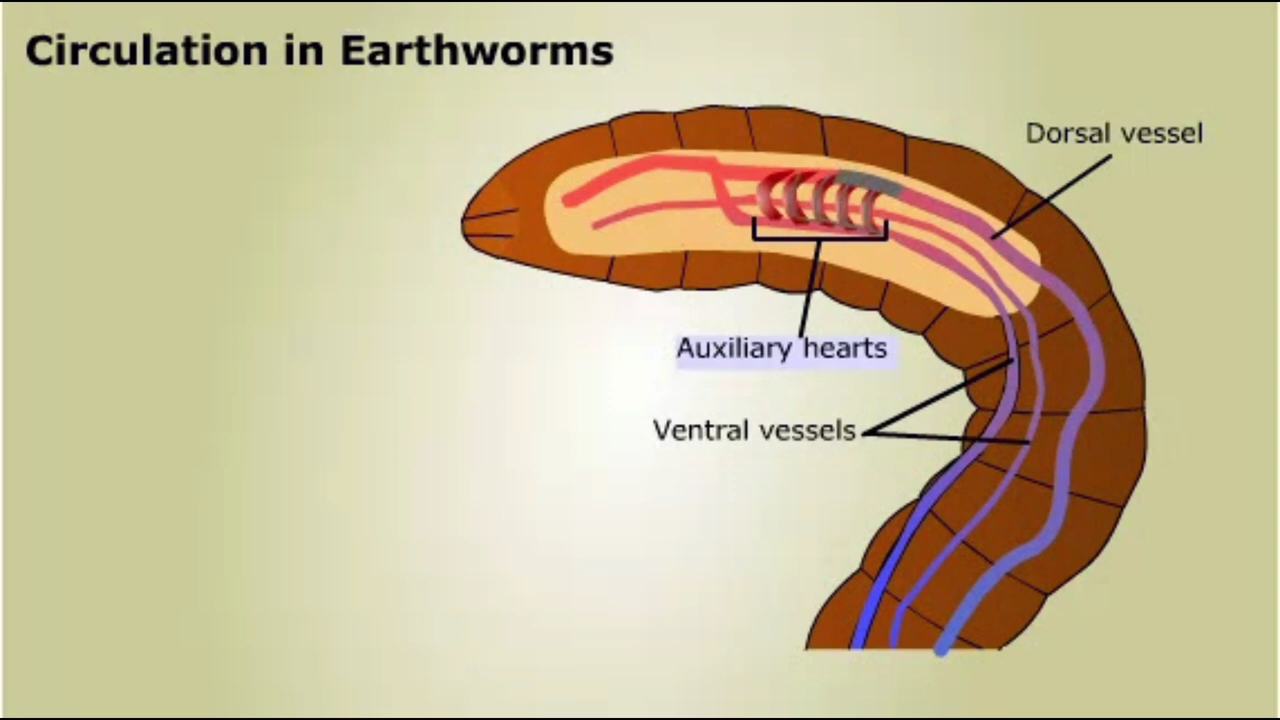 Circulation in Earthworms
Dorsal vessel
Auxiliary hearts
Ventral vessels